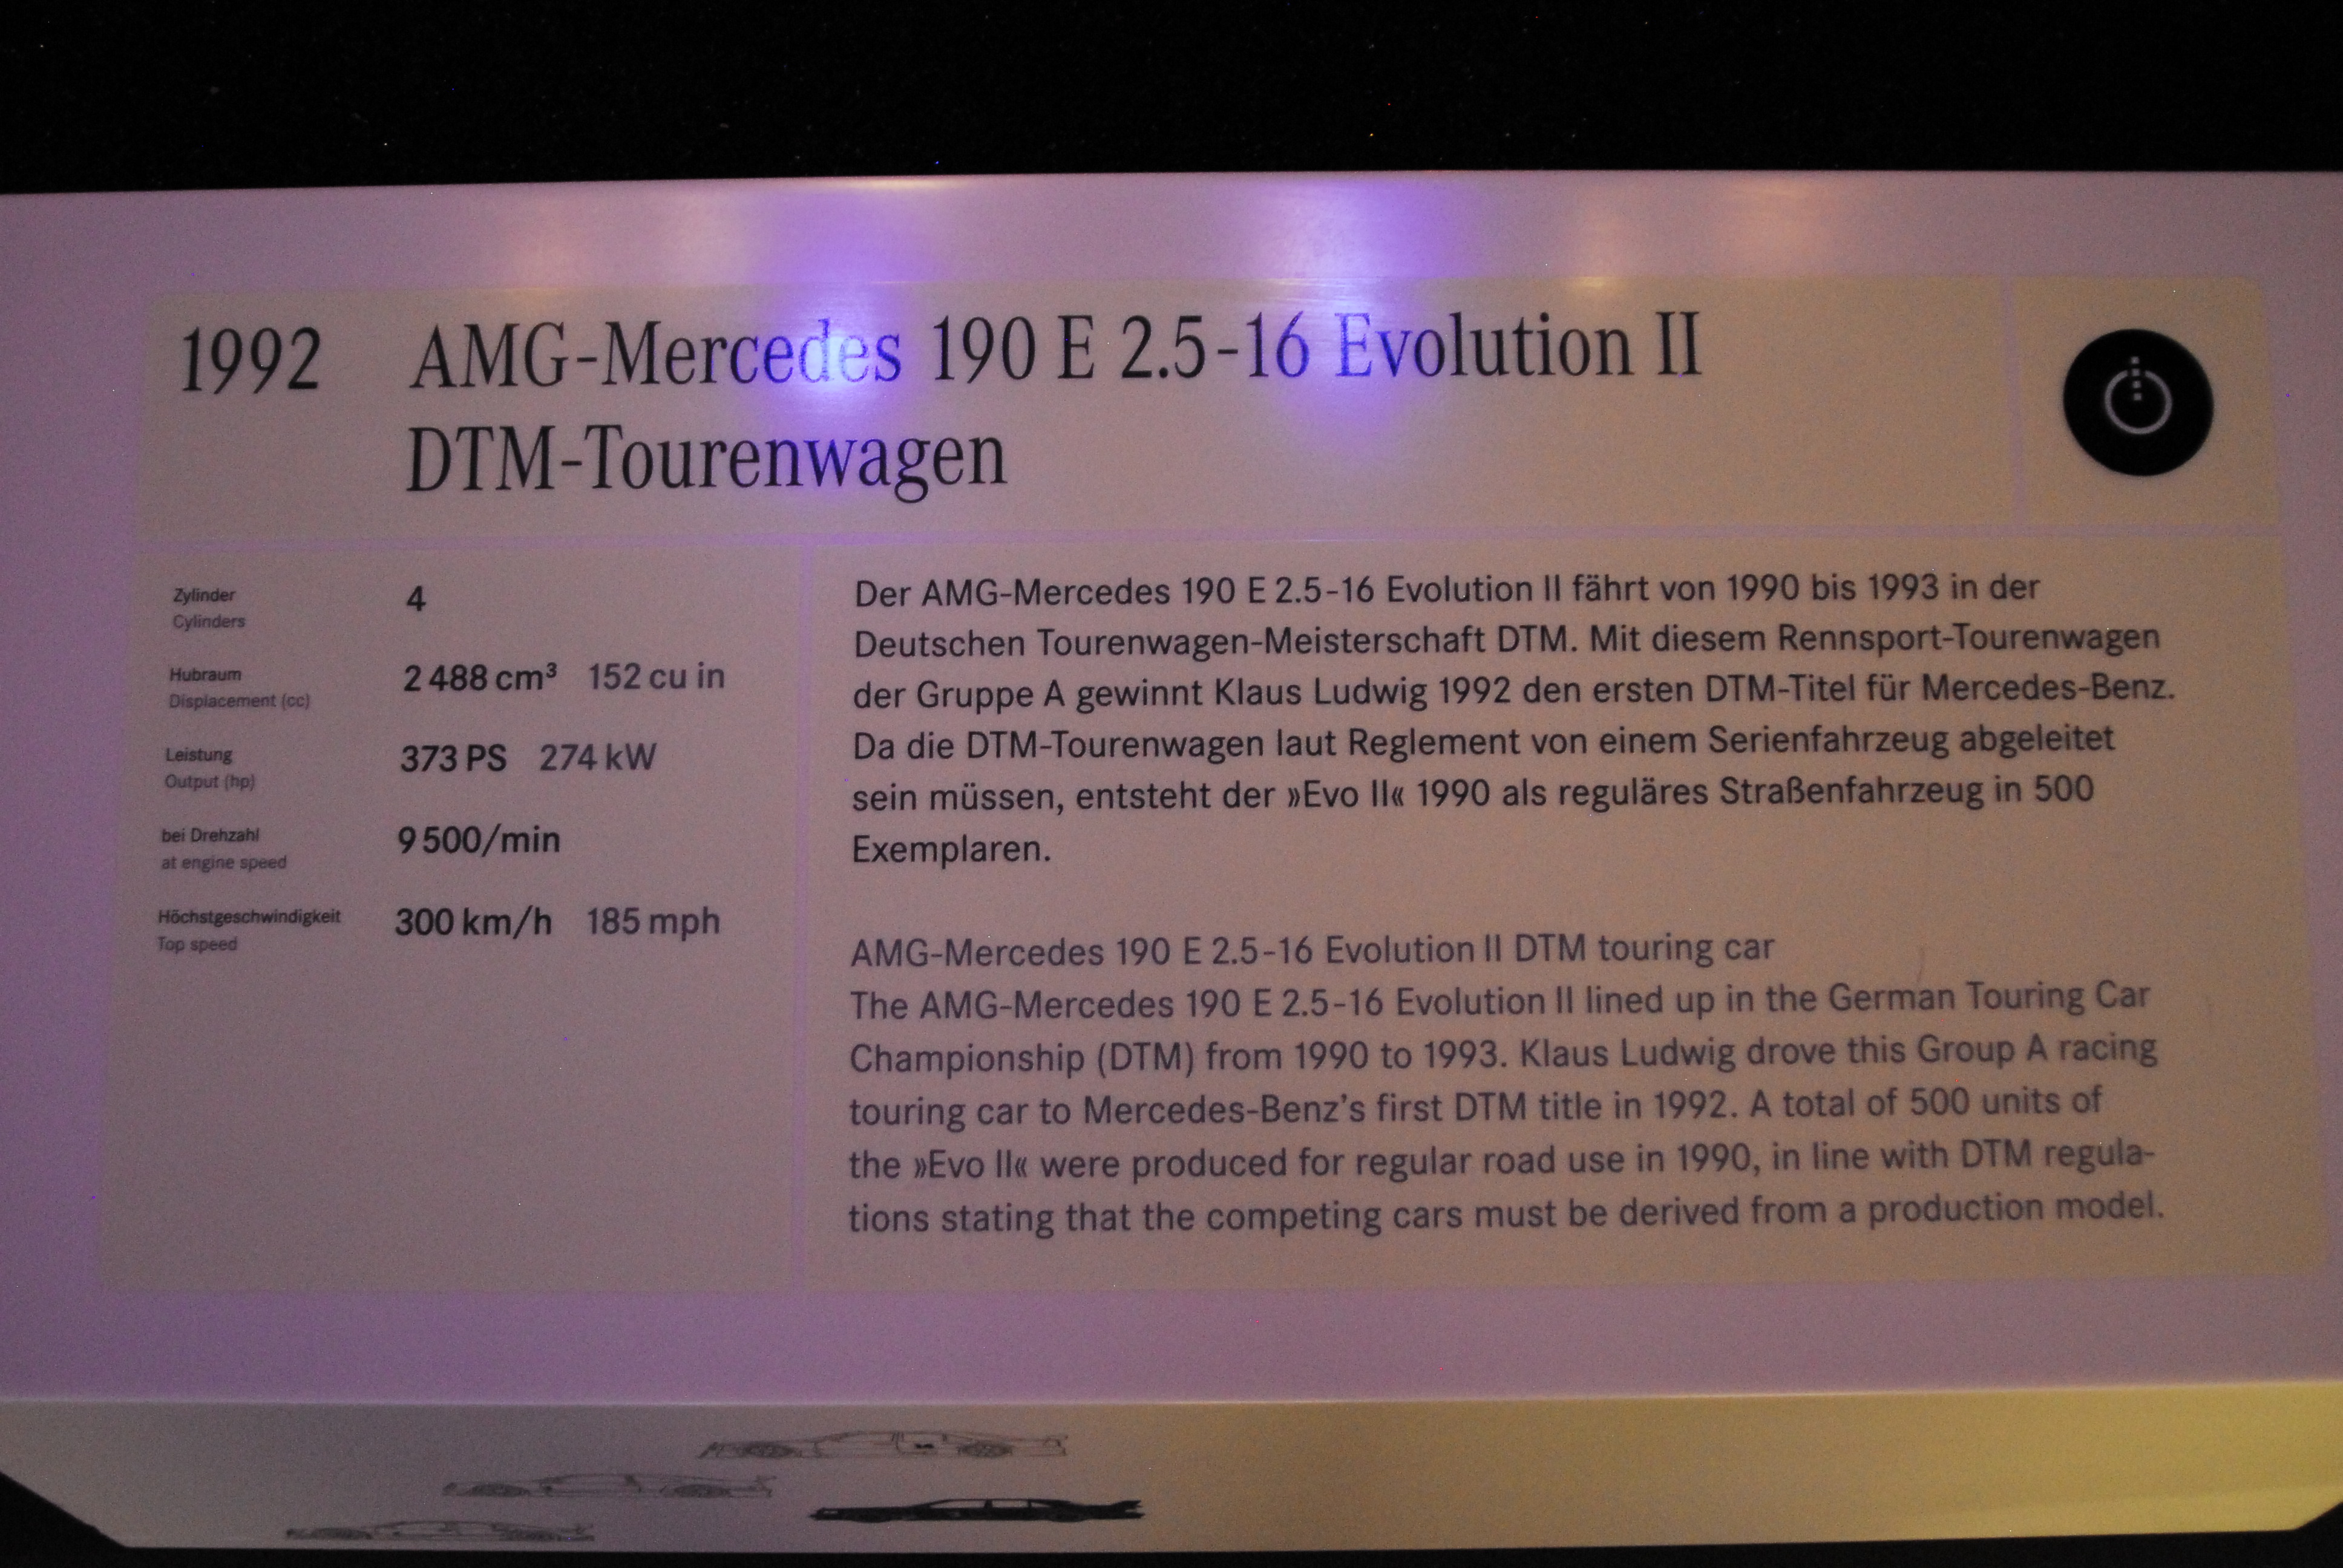 1992 AMG-Mercedes 190 E 2.5-16 Evolution II
DTM-Tourenwagen
Zylinder
Cylinders
4
Hubraum
Displacement (cc)
2 488 cm³ 152 cu in
Leistung
Output (hp)
373 PS 274 kW
bei Drehzahl
at engine speed
9 500/min
Höchstgeschwindigkeit
Top speed
300 km/h 185 mph
Der AMG-Mercedes 190 E 2.5-16 Evolution II fährt von 1990 bis 1993 in der
Deutschen Tourenwagen-Meisterschaft DTM. Mit diesem Rennsport-Tourenwagen
der Gruppe A gewinnt Klaus Ludwig 1992 den ersten DTM-Titel für Mercedes-Benz.
Da die DTM-Tourenwagen laut Reglement von einem Serienfahrzeug abgeleitet
sein müssen, entsteht der »Evo II« 1990 als reguläres Straßenfahrzeug in 500
Exemplaren.
AMG-Mercedes 190 E 2.5-16 Evolution II DTM touring car
The AMG-Mercedes 190 E 2.5-16 Evolution II lined up in the German Touring Car
Championship (DTM) from 1990 to 1993. Klaus Ludwig drove this Group A racing
touring car to Mercedes-Benz's first DTM title in 1992. A total of 500 units of
the »Evo II« were produced for regular road use in 1990, in line with DTM regula-
tions stating that the competing cars must be derived from a production model.